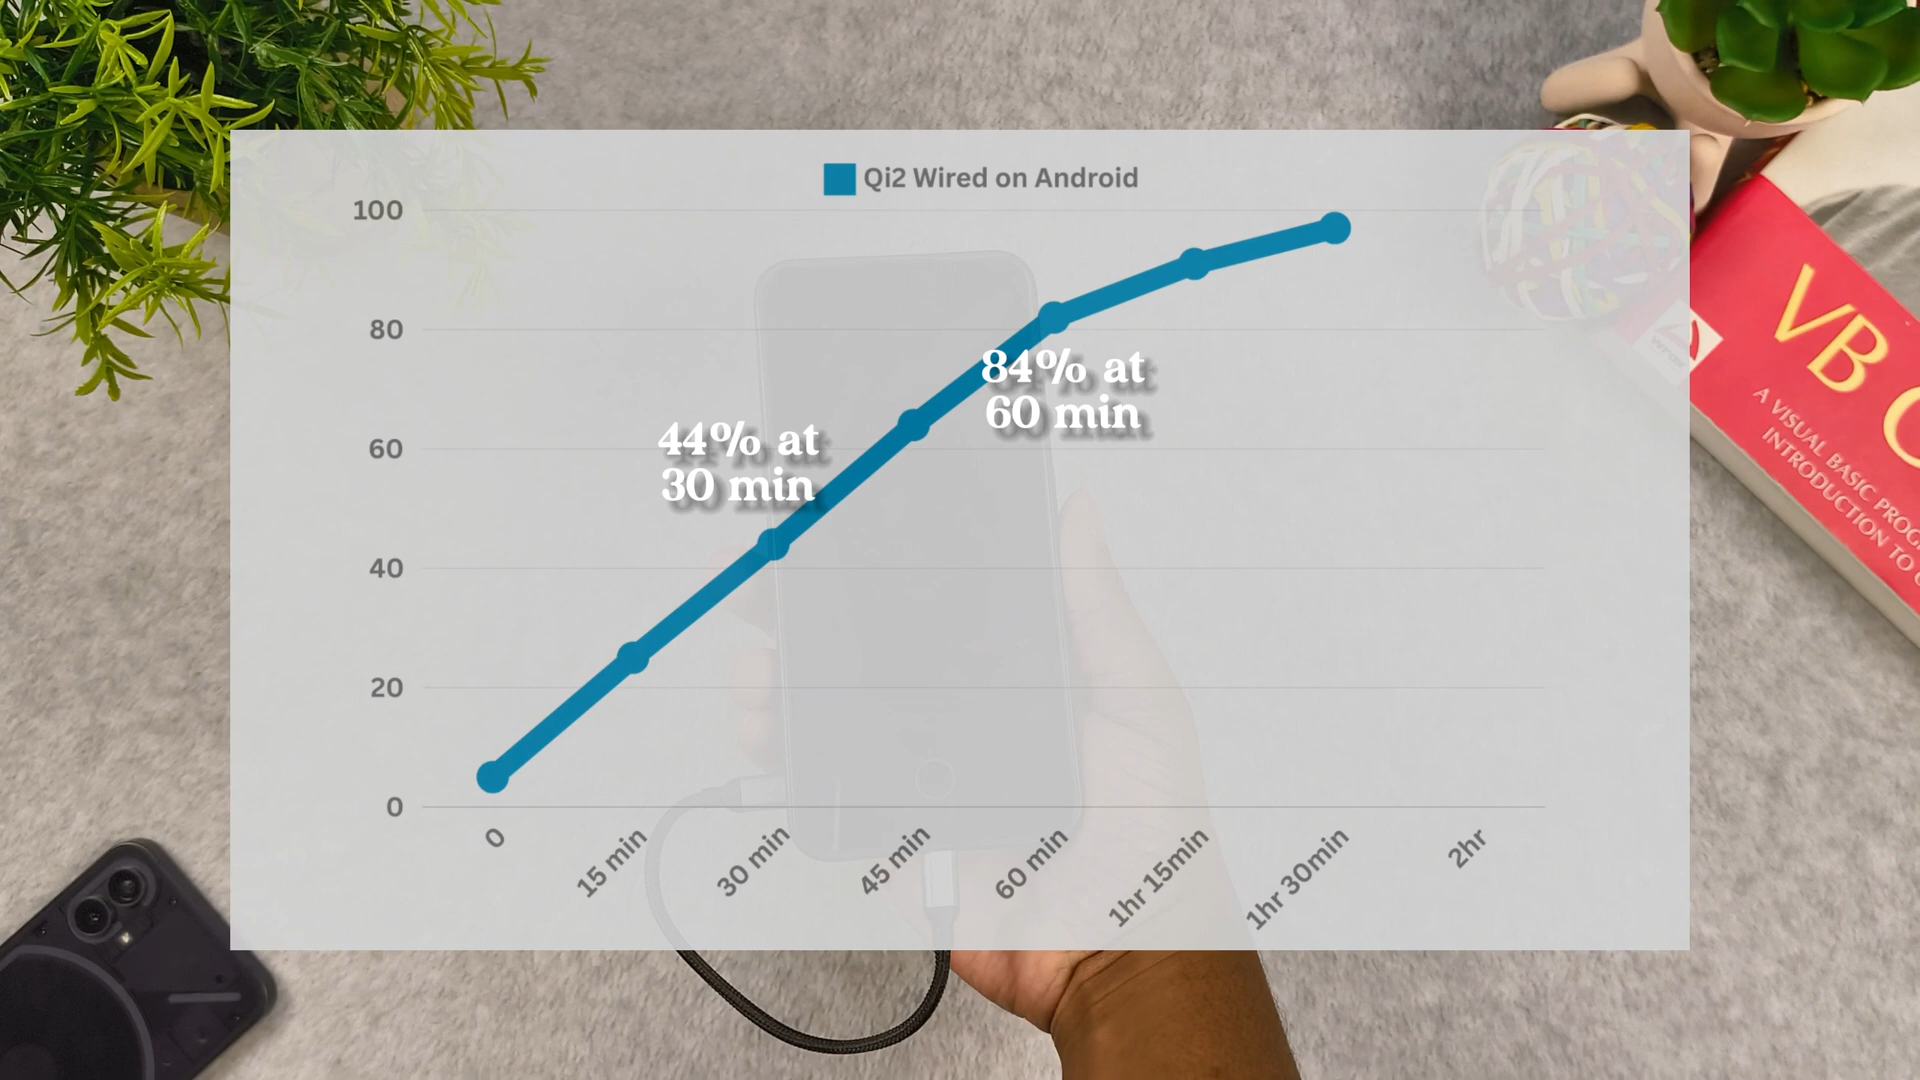 Qi2 Wired on Android
100
80
60
40
20
0
84% at
60 min
44% at
30 min
0
15 min
30 min
45 min
60 min
1hr 15min
1hr 30min
2hr
VB
A VISUAL BASIC
INTRODUCTION TO